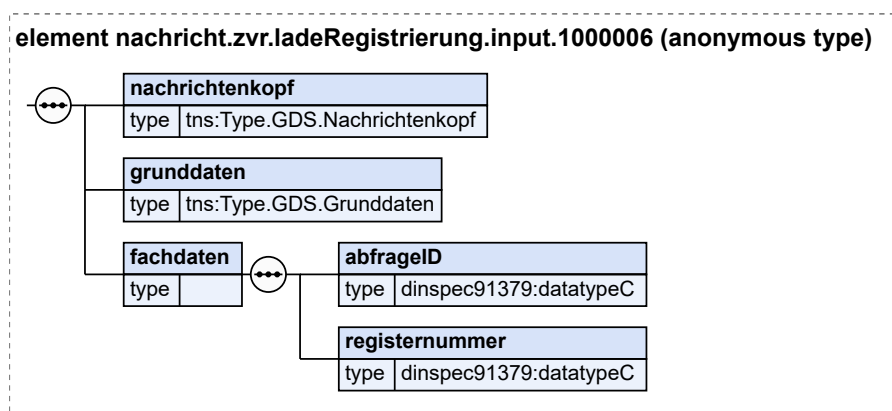 element nachricht.zvr.ladeRegistrierung.input.1000006 (anonymous type)
nachrichtenkopf
type tns:Type.GDS.Nachrichtenkopf
grunddaten
type tns:Type.GDS.Grunddaten
fachdaten
type
abfrageID
type dinspec91379:datatypeC
registernummer
type dinspec91379:datatypeC